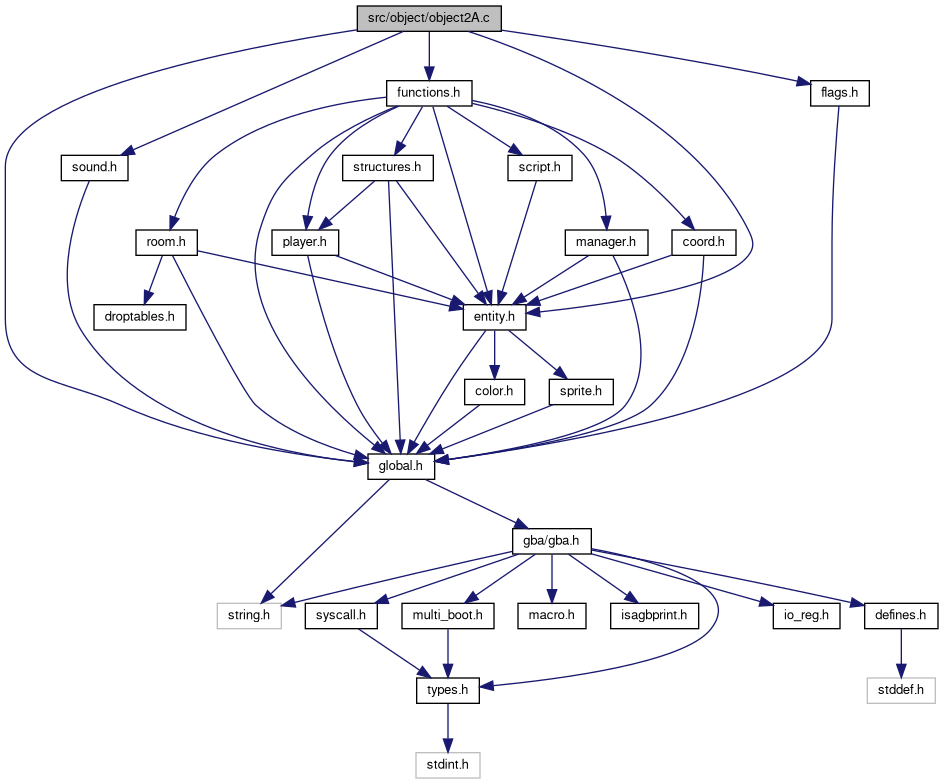 src/object/object2A.c
functions.h
flags.h
sound.h
structures.h
script.h
room.h
player.h
manager.h
coord.h
droptables.h
entity.h
color.h
sprite.h
global.h
gba/gba.h
string.h
syscall.h
multi_boot.h
macro.h
isagbprint.h
io_reg.h
defines.h
types.h
stddef.h
stdint.h